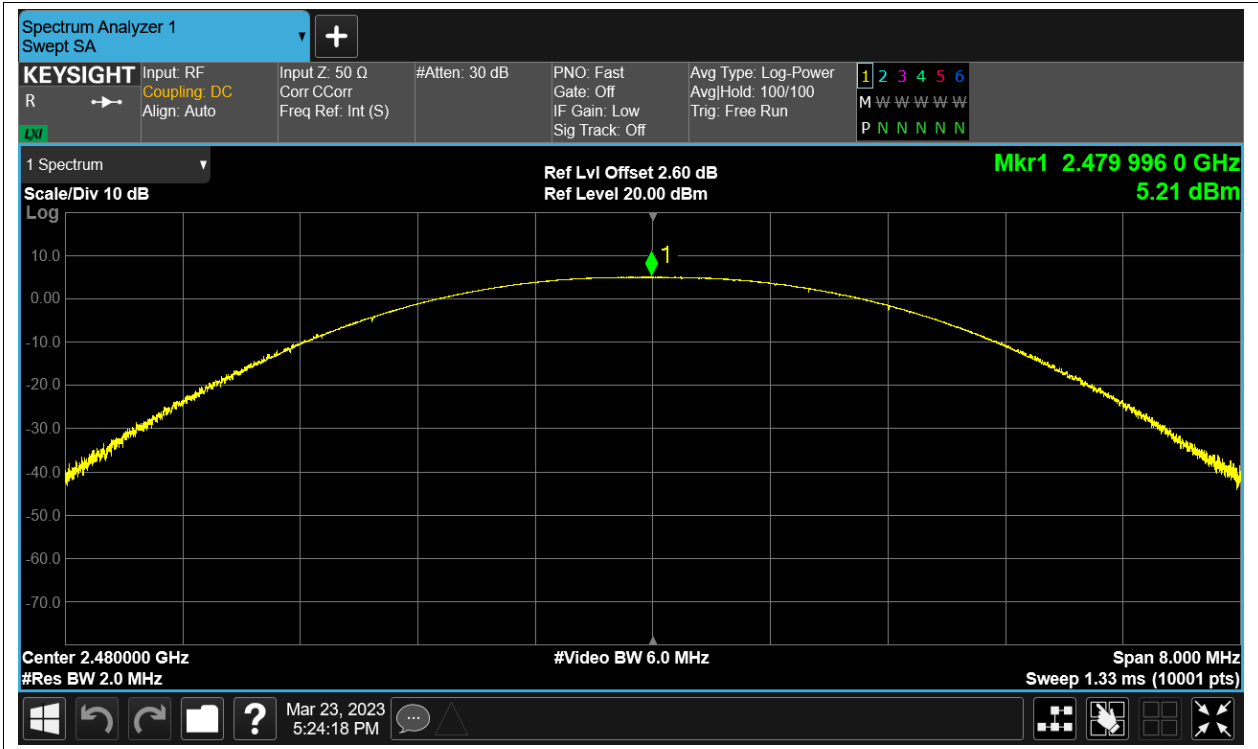 Spectrum Analyzer 1
Swept SA
KEYSIGHT
R
LXI
Input: RF
Coupling: DC
Align: Auto
Input Z: 50 Ω
Corr CCorr
Freq Ref: Int (S)
#Atten: 30 dB
PNO: Fast
Gate: Off
IF Gain: Low
Sig Track: Off
Avg Type: Log-Power
Avg|Hold: 100/100
Trig: Free Run
1 2 3 4 5 6
M W W W W W
P N N N N N
1 Spectrum
Scale/Div 10 dB
Log
Ref Lvl Offset 2.60 dB
Ref Level 20.00 dBm
Mkr1 2.479 996 0 GHz
5.21 dBm
1
10.0
0.00
-10.0
-20.0
-30.0
-40.0
-50.0
-60.0
-70.0
Center 2.480000 GHz
#Res BW 2.0 MHz
#Video BW 6.0 MHz
Span 8.000 MHz
Sweep 1.33 ms (10001 pts)
?
Mar 23, 2023
5:24:18 PM